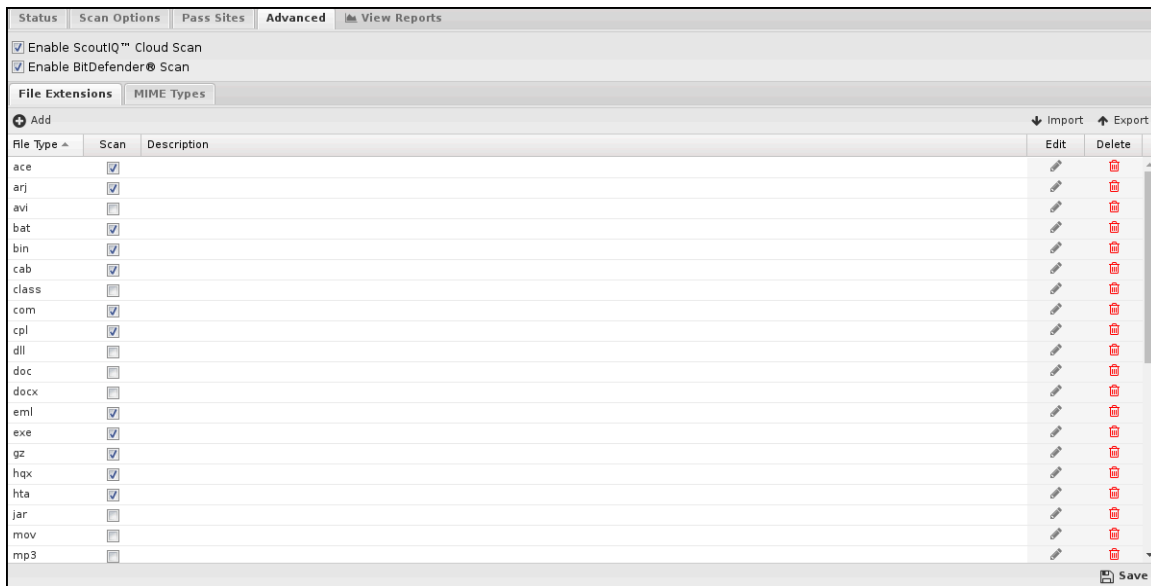 Status Scan Options Pass Sites Advanced View Reports
Enable ScoutIQ™ Cloud Scan
Enable BitDefender® Scan
File Extensions MIME Types
Add Import Export
File Type Scan Description Edit Delete
ace
arj
avi
bat
bin
cab
class
com
cpl
dll
doc
docx
eml
exe
gz
hqx
hta
jar
mov
mp3
Save